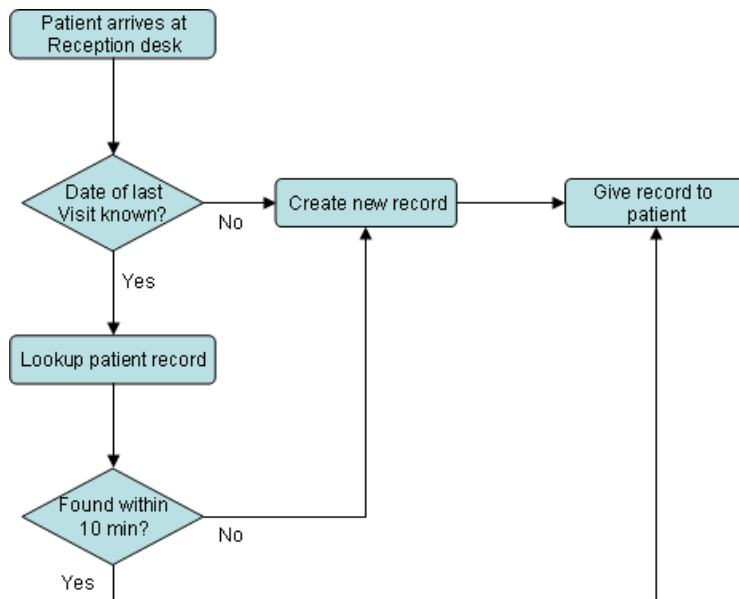 Patient arrives at
Reception desk
Date of last
Visit known?
No
Create new record
Give record to
patient
Yes
Lookup patient record
Found within
10 min?
No
Yes